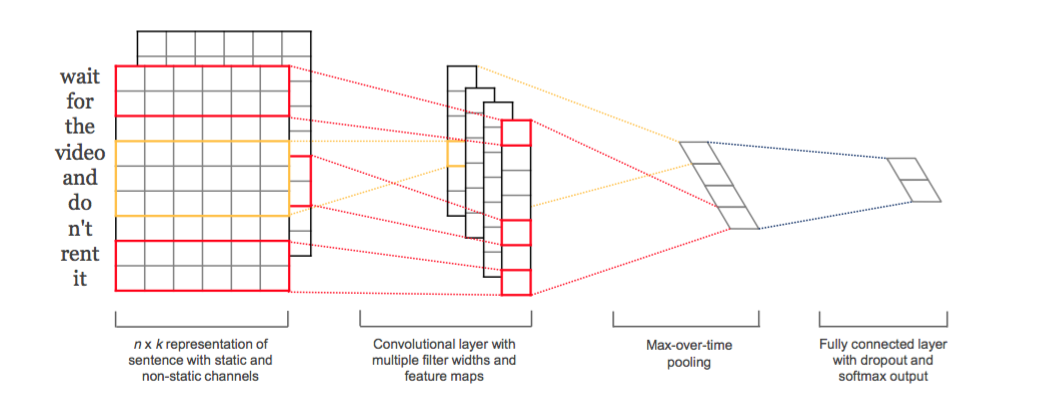 wait
for
the
video
and
do
n't
rent
it
n x k representation of
sentence with static and
non-static channels
Convolutional layer with
multiple filter widths and
feature maps
Max-over-time
pooling
Fully connected layer
with dropout and
softmax output